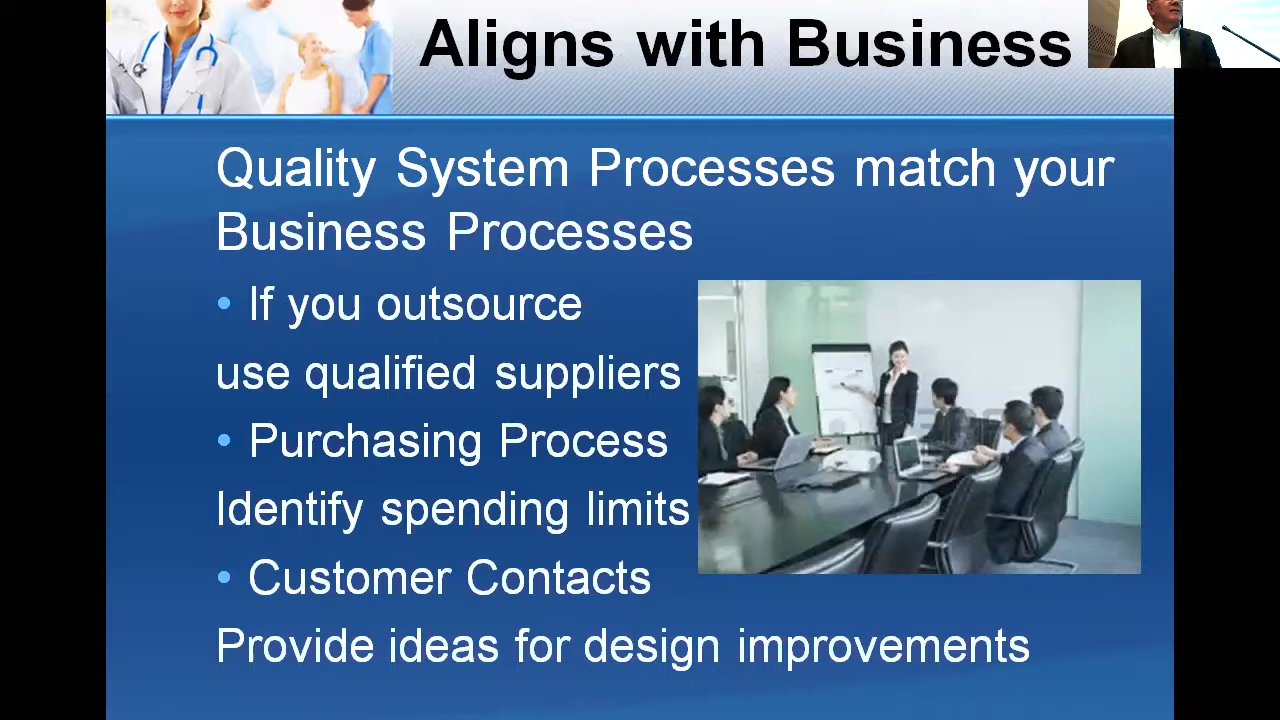 Aligns with Business
Quality System Processes match your
Business Processes
• If you outsource
use qualified suppliers
• Purchasing Process
Identify spending limits
• Customer Contacts
Provide ideas for design improvements